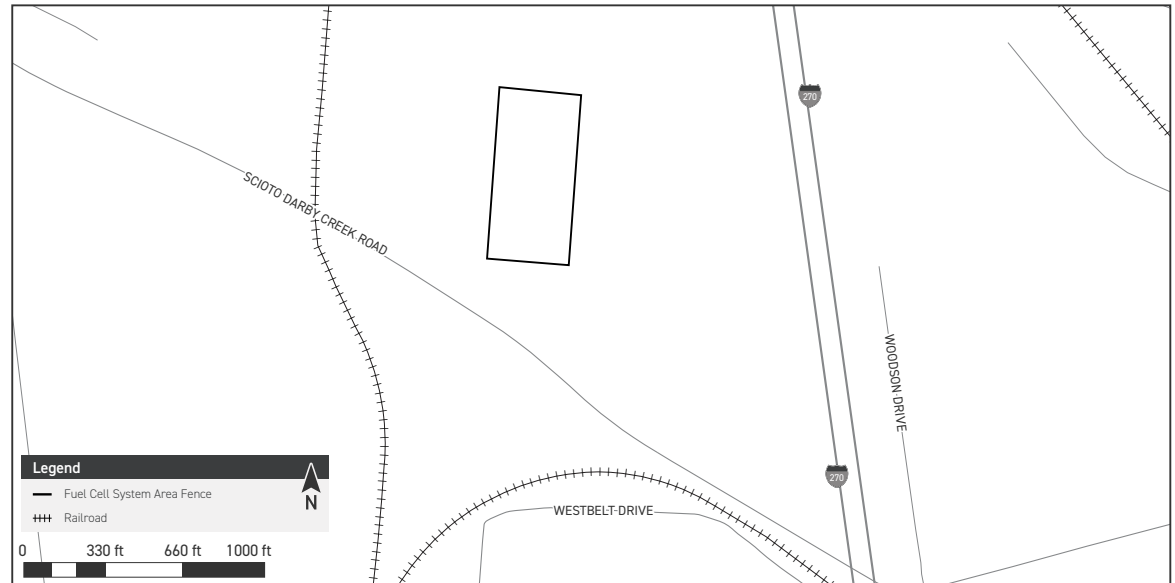 270
SCIOTO DARBY CREEK ROAD
WOODSON DRIVE
Legend
N
Fuel Cell System Area Fence
Railroad
270
WESTBELT DRIVE
0 330 ft 660 ft 1000 ft